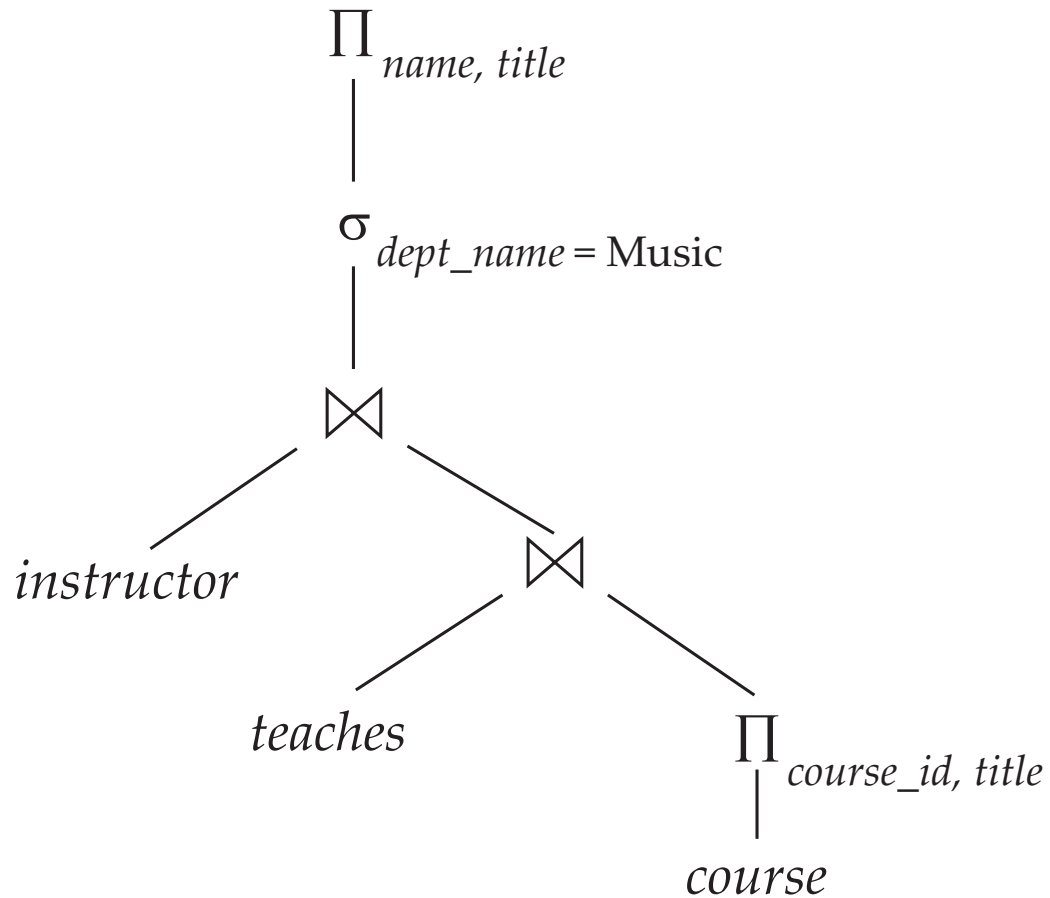 Π name, title
σ dept_name = Music
⋈
instructor
⋈
teaches
Π course_id, title
course